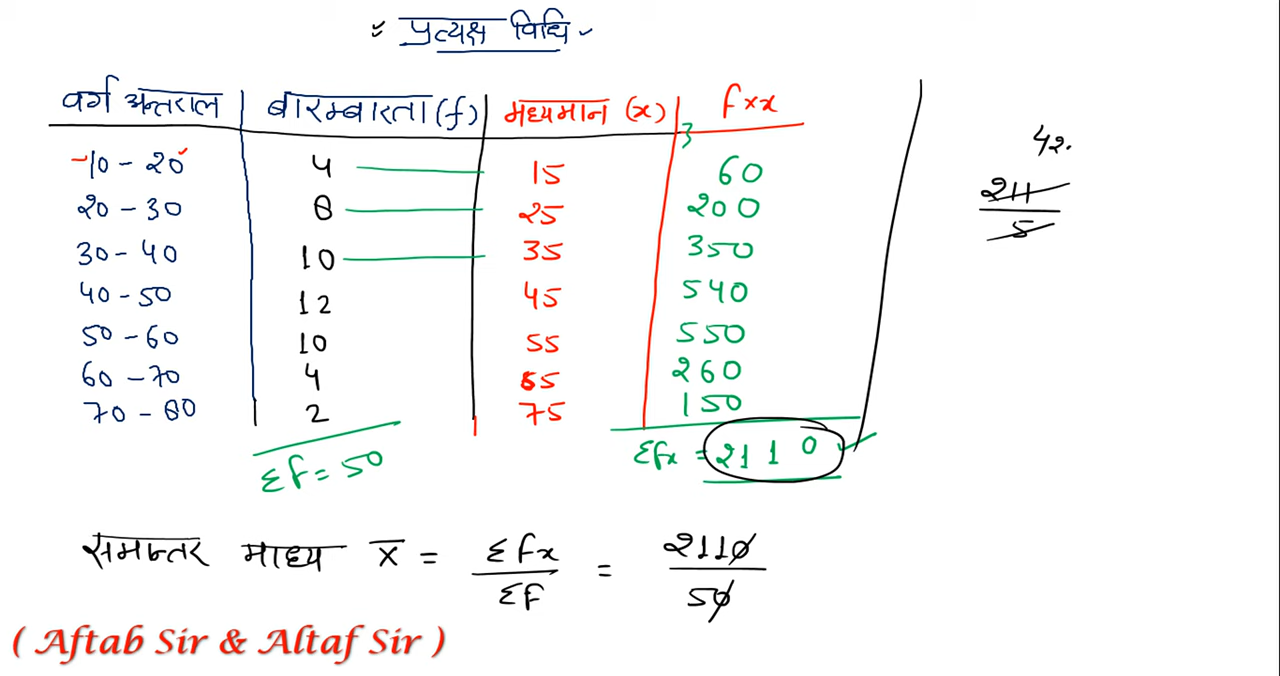 प्रत्यक्ष विधि
वर्ग अन्तराल बारम्बारता (f) मध्यमान (x) f×x
10 - 20 4 15 60
20 - 30 8 25 200
30 - 40 10 35 350
40 - 50 12 45 540
50 - 60 10 55 550
60 - 70 4 65 260
70 - 80 2 75 150
Σf = 50 Σfx = 2110
42.
211
5
समान्तर माध्य x̄ = Σfx / Σf = 2110 / 50
( Aftab Sir & Altaf Sir )